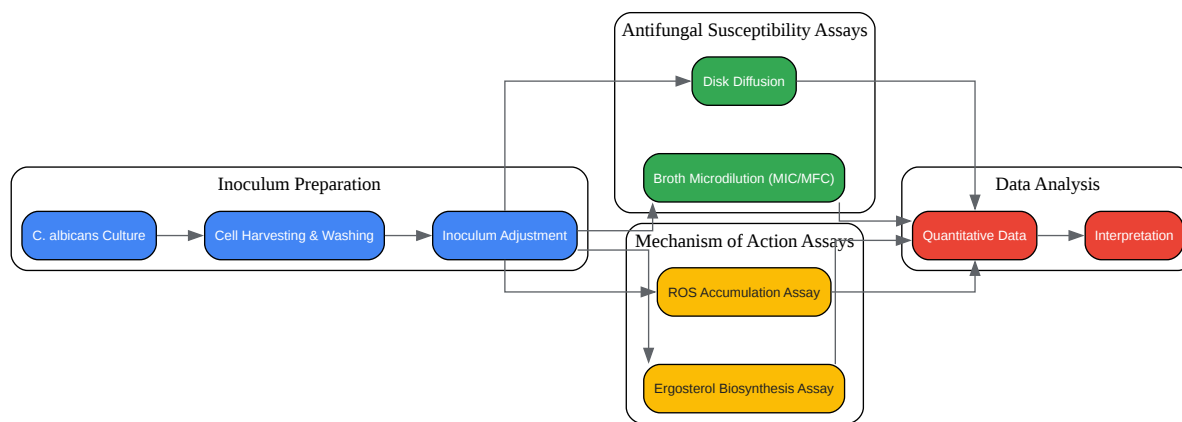 Antifungal Susceptibility Assays
Disk Diffusion
Broth Microdilution (MIC/MFC)
Inoculum Preparation
C. albicans Culture
Cell Harvesting & Washing
Inoculum Adjustment
Mechanism of Action Assays
ROS Accumulation Assay
Ergosterol Biosynthesis Assay
Data Analysis
Quantitative Data
Interpretation